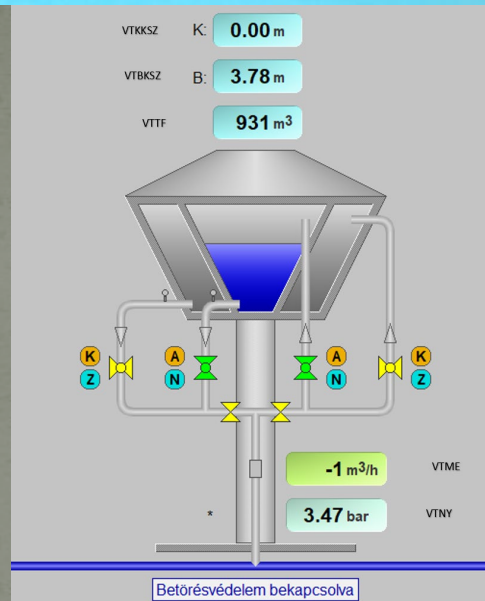 VTKKSZ K: 0.00 m
VTBKSZ B: 3.78 m
VTTF 931 m³
K A A K
Z N N Z
-1 m³/h VTME
* 3.47 bar VTNY
Betörésvédelem bekapcsolva